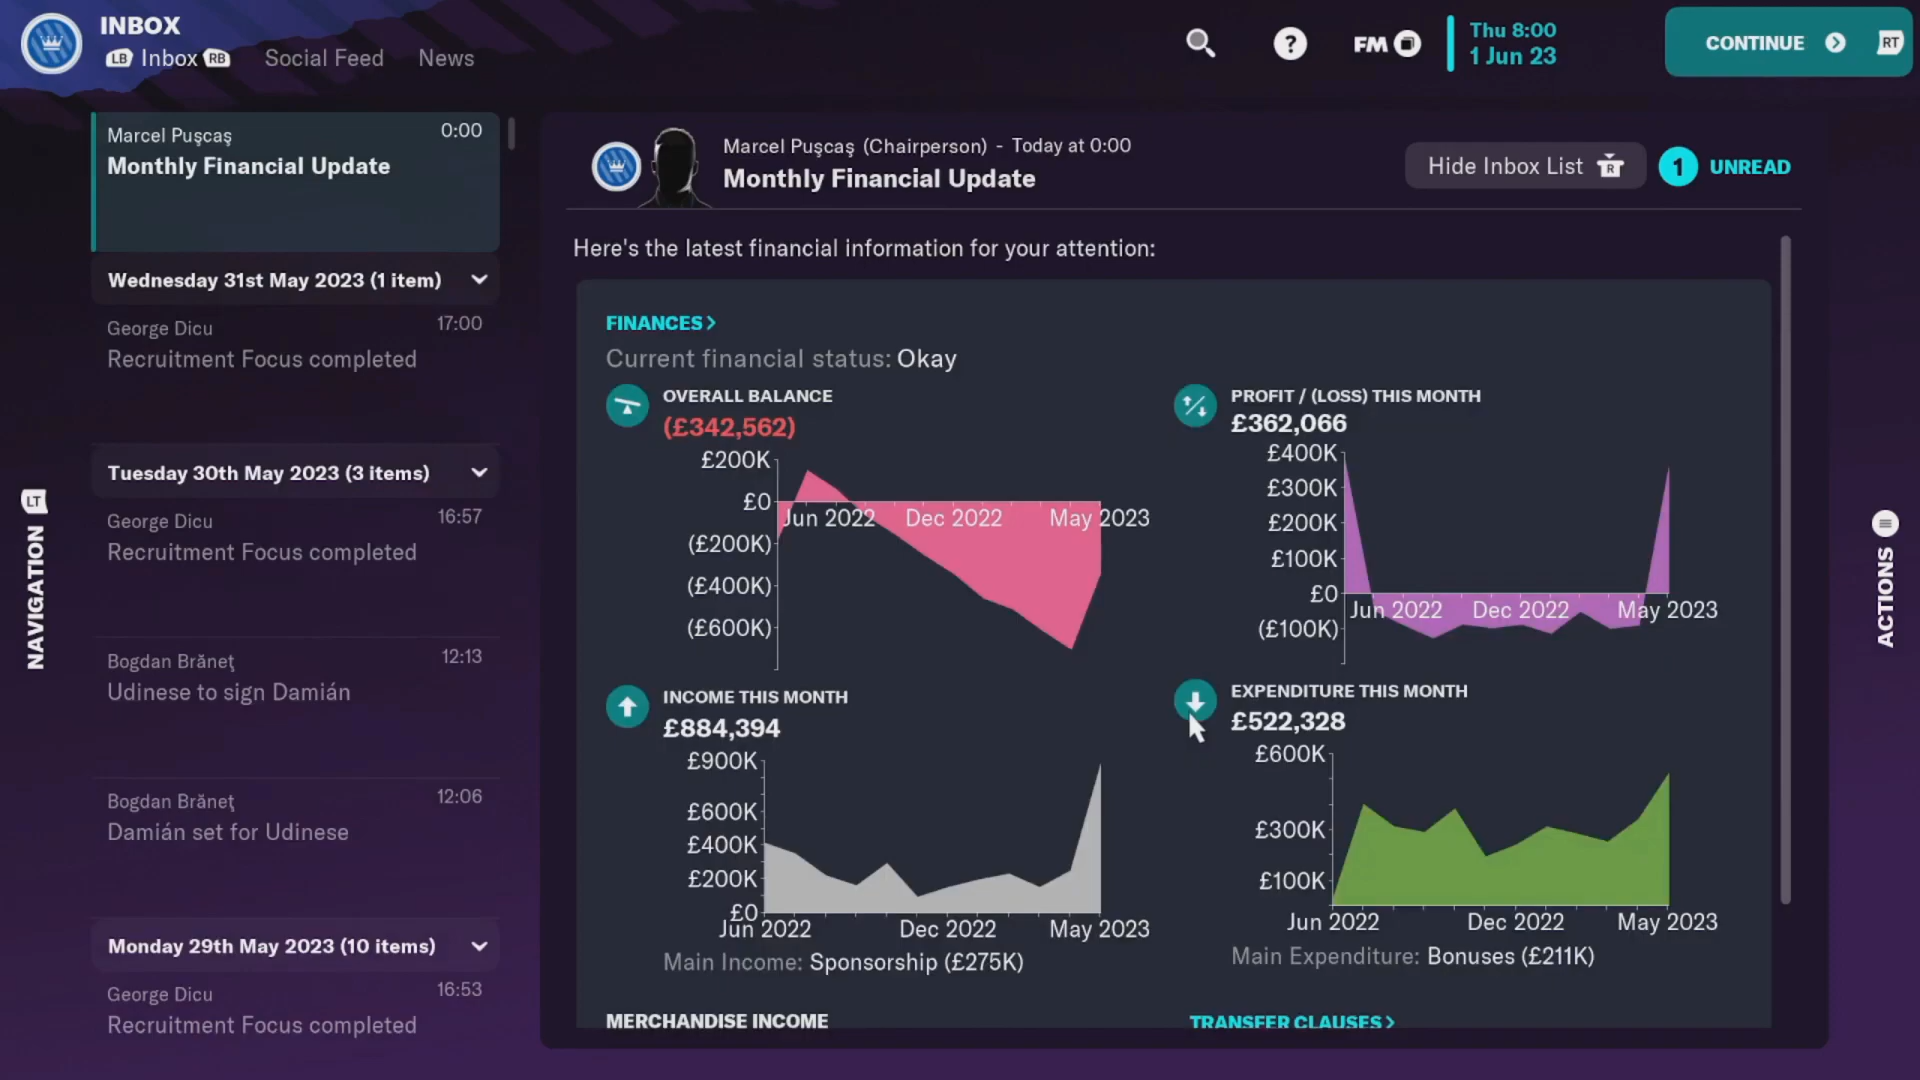 INBOX
LB Inbox RB Social Feed News
? FM Thu 8:00
1 Jun 23
CONTINUE RT
Marcel Pușcaș 0:00
Monthly Financial Update
Wednesday 31st May 2023 (1 item)
George Dicu 17:00
Recruitment Focus completed
Tuesday 30th May 2023 (3 items)
George Dicu 16:57
Recruitment Focus completed
Bogdan Brăneț 12:13
Udinese to sign Damián
Bogdan Brăneț 12:06
Damián set for Udinese
Monday 29th May 2023 (10 items)
George Dicu 16:53
Recruitment Focus completed
LT
NAVIGATION
Marcel Pușcaș (Chairperson) - Today at 0:00
Monthly Financial Update
Hide Inbox List R
1 UNREAD
Here's the latest financial information for your attention:
FINANCES
Current financial status: Okay
OVERALL BALANCE
(£342,562)
£200K
£0
(£200K)
(£400K)
(£600K)
Jun 2022 Dec 2022 May 2023
PROFIT / (LOSS) THIS MONTH
£362,066
£400K
£300K
£200K
£100K
£0
(£100K)
Jun 2022 Dec 2022 May 2023
INCOME THIS MONTH
£884,394
£900K
£600K
£400K
£200K
£0
Jun 2022 Dec 2022 May 2023
Main Income: Sponsorship (£275K)
EXPENDITURE THIS MONTH
£522,328
£600K
£300K
£100K
Jun 2022 Dec 2022 May 2023
Main Expenditure: Bonuses (£211K)
MERCHANDISE INCOME
TRANSFER CLAUSES
ACTIONS